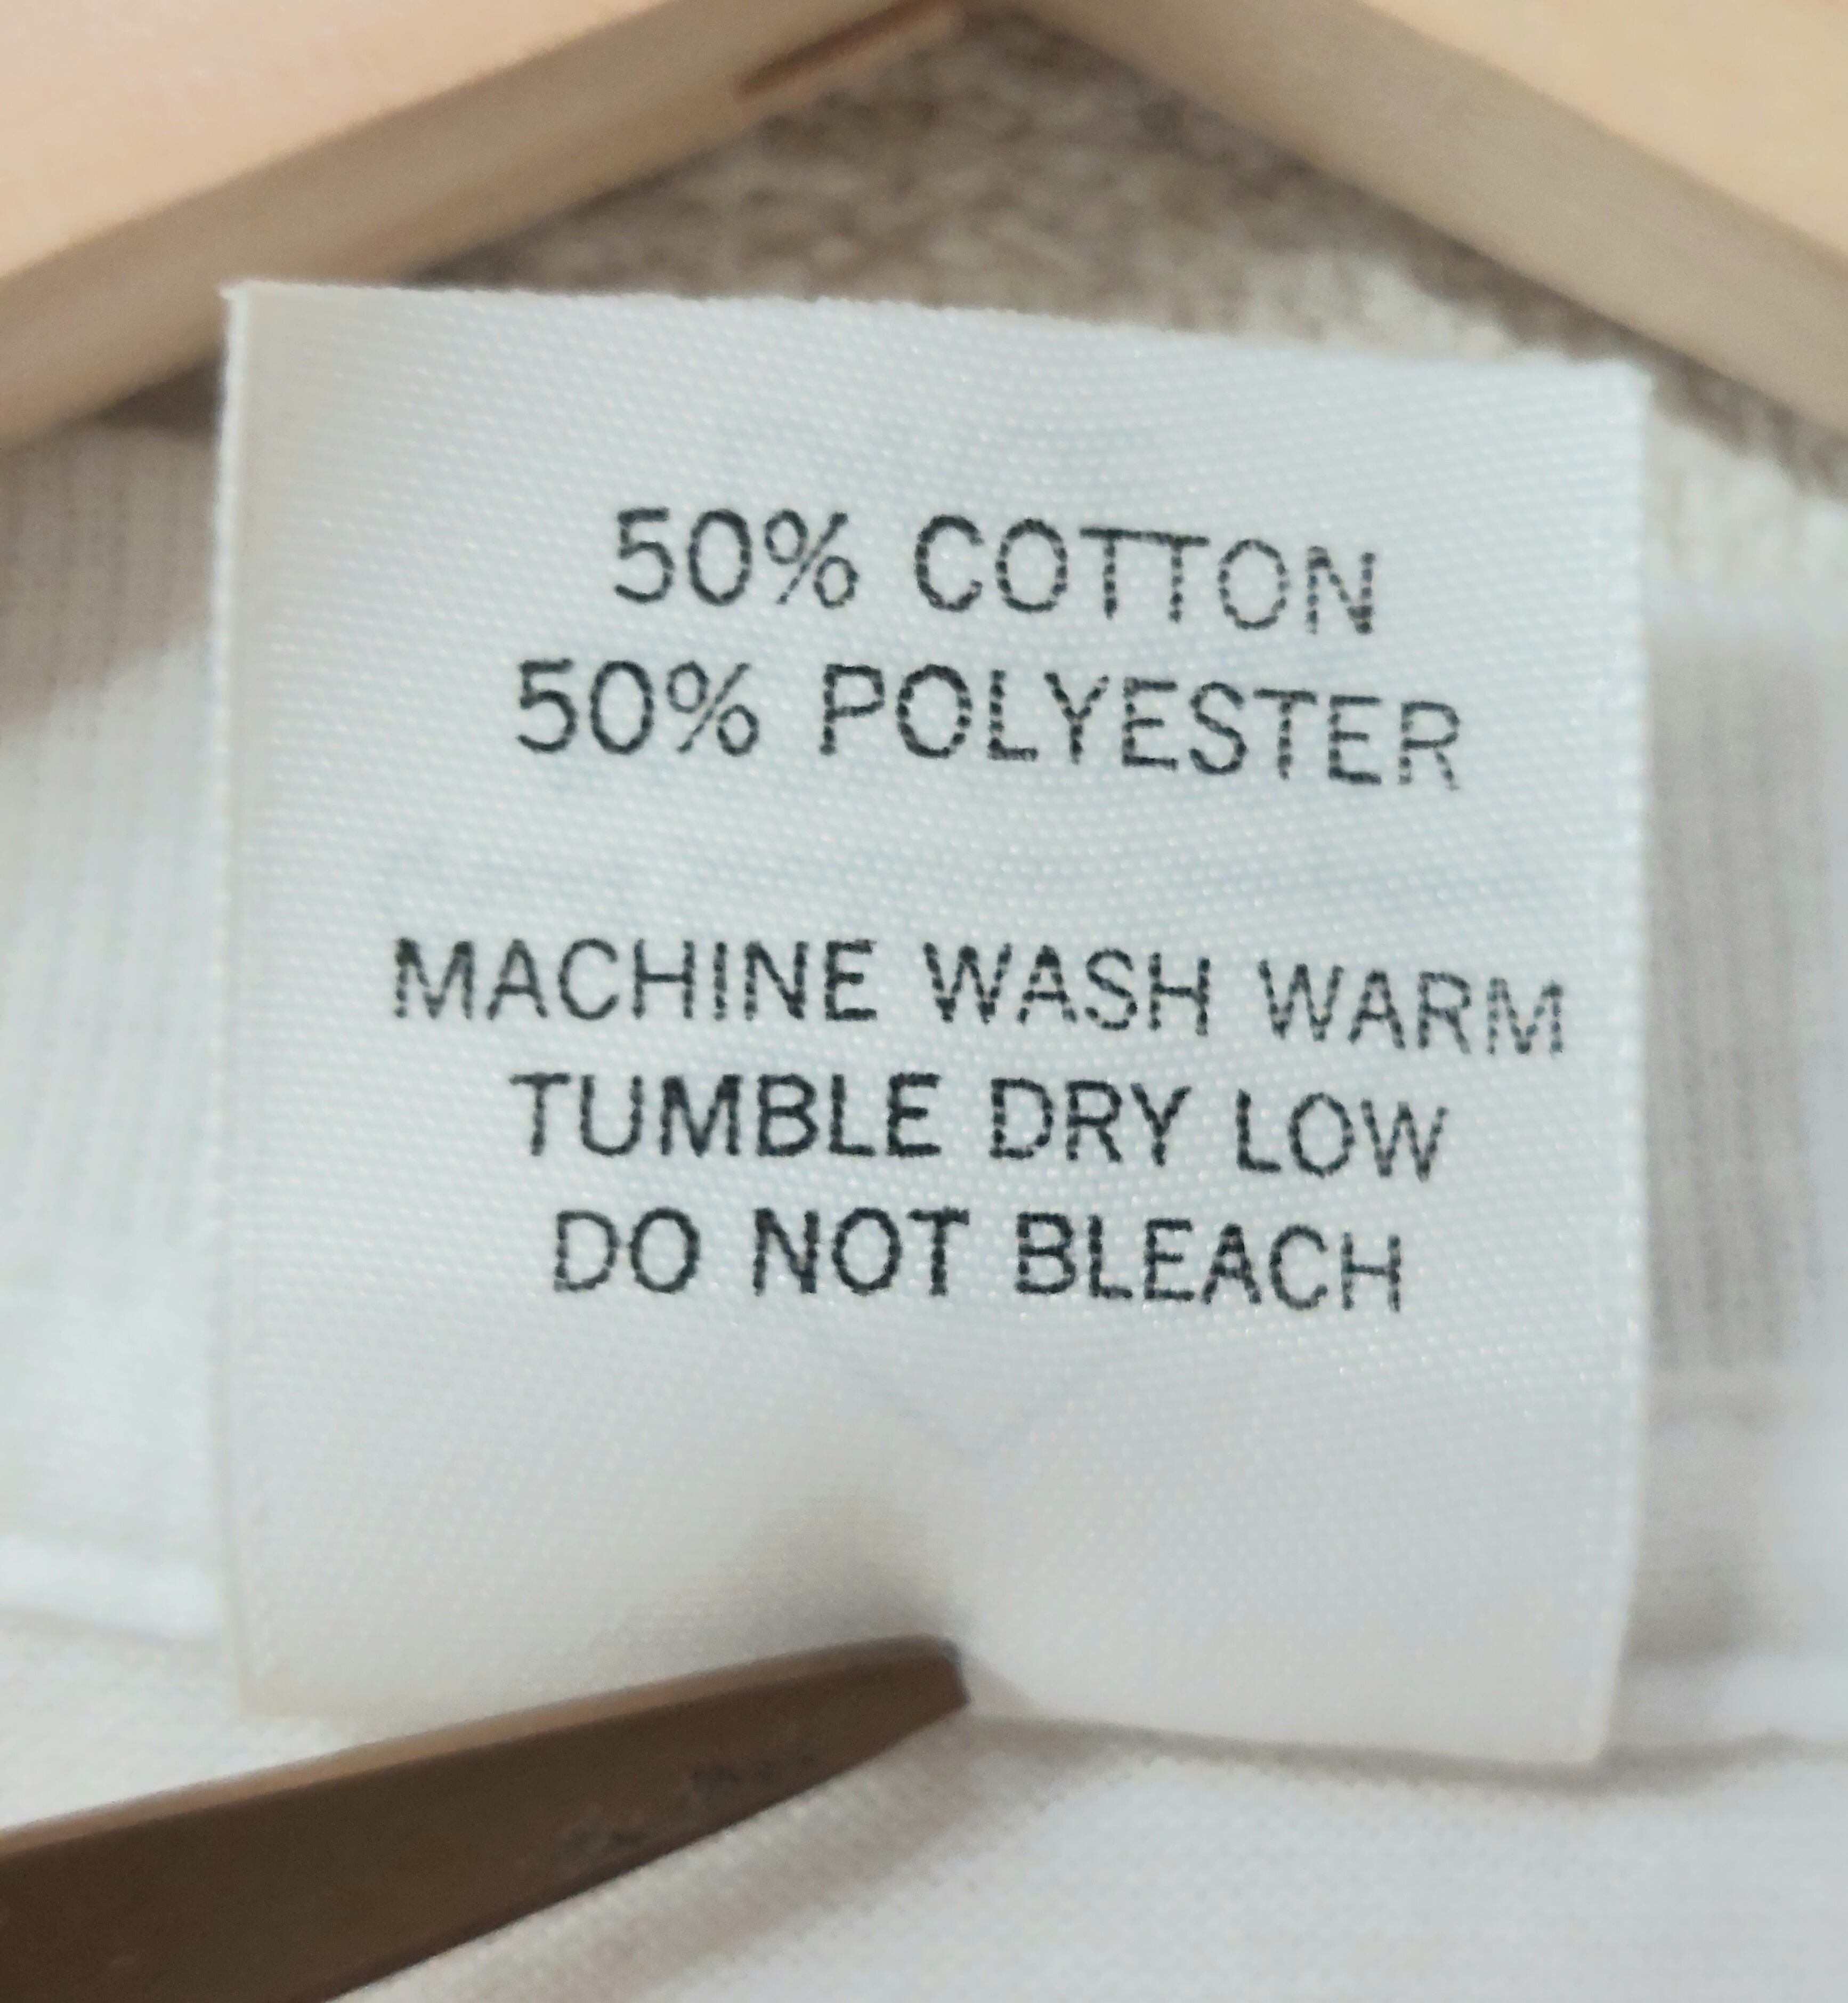 50% COTTON
50% POLYESTER
MACHINE WASH WARM
TUMBLE DRY LOW
DO NOT BLEACH